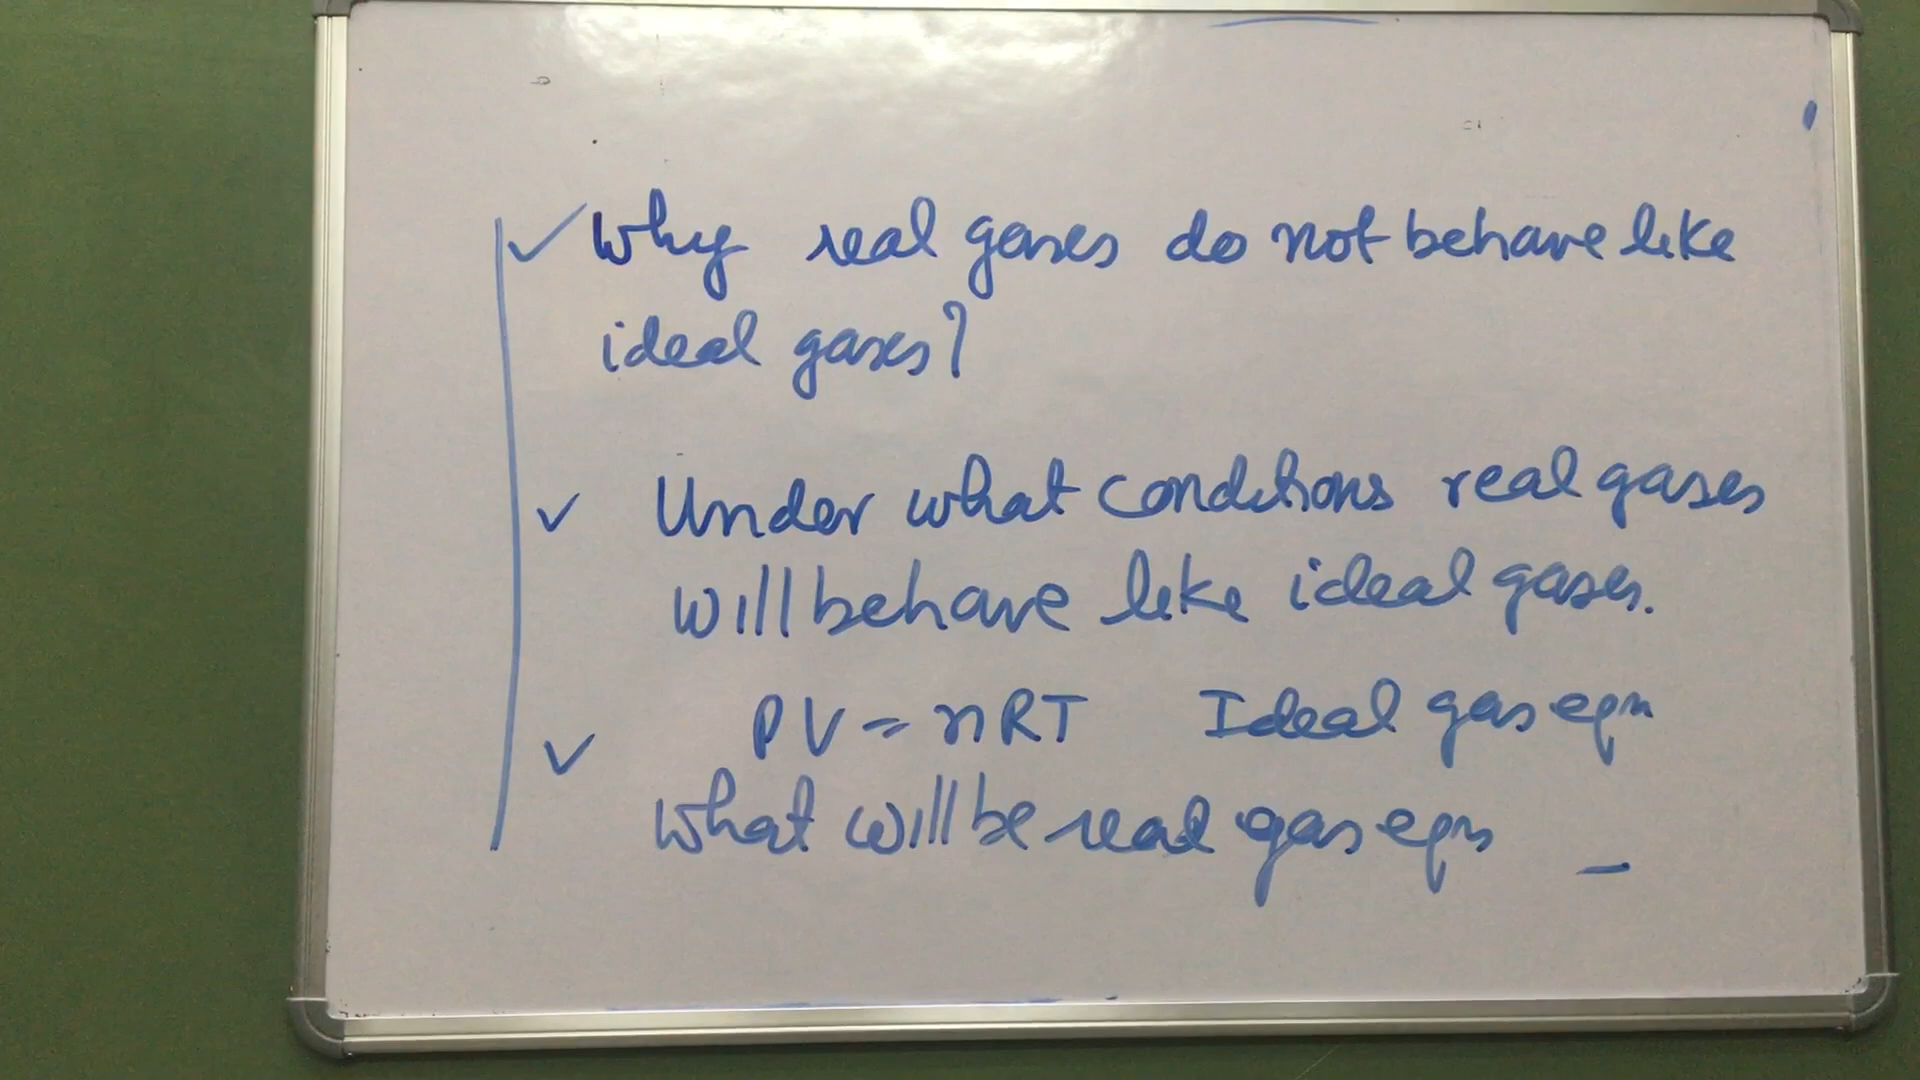 Why real gases do not behave like
ideal gases?
Under what conditions real gases
will behave like ideal gases.
PV = nRT Ideal gas eqn
what will be real gas eqn